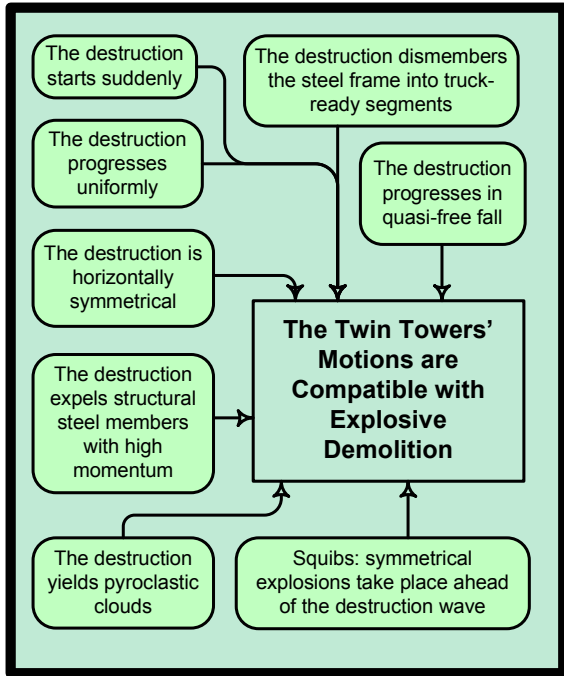 The destruction
starts suddenly
The destruction dismembers
the steel frame into truck-
ready segments
The destruction
progresses
uniformly
The destruction
progresses in
quasi-free fall
The destruction is
horizontally
symmetrical
The Twin Towers’
Motions are
Compatible with
Explosive
Demolition
The destruction
expels structural
steel members
with high
momentum
The destruction
yields pyroclastic
clouds
Squibs: symmetrical
explosions take place ahead
of the destruction wave